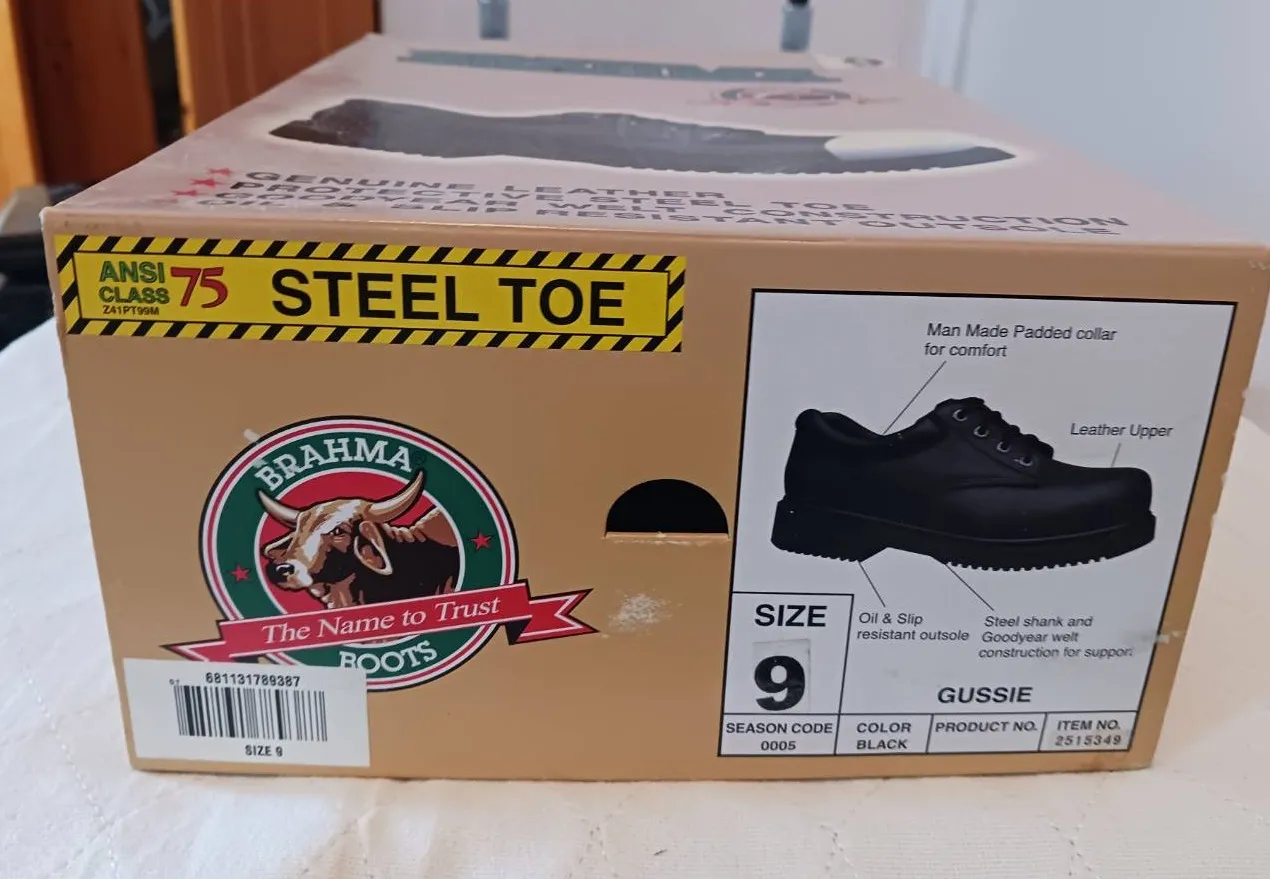 GENUINE LEATHER
PROTECTIVE STEEL TOE
GOODYEAR WELT CONSTRUCTION
OIL & SLIP RESISTANT OUTSOLE
ANSI
CLASS
75
Z41PT99M
STEEL TOE
BRAHMA
The Name to Trust
BOOTS
681131789387
SIZE 9
Man Made Padded collar
for comfort
Leather Upper
Oil & Slip
resistant outsole
Steel shank and
Goodyear welt
construction for support
SIZE
9
GUSSIE
SEASON CODE
0005
COLOR
BLACK
PRODUCT NO.
ITEM NO.
2515349